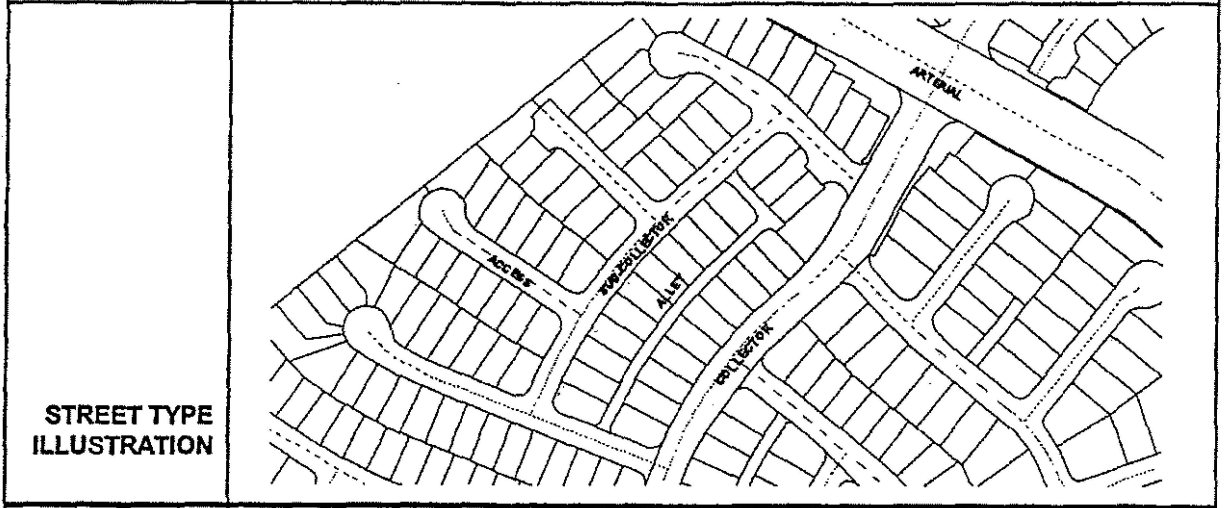 ARTERIAL
SUBCOLLECTOR
ACCESS
ALLEY
COLLECTOR
STREET TYPE
ILLUSTRATION